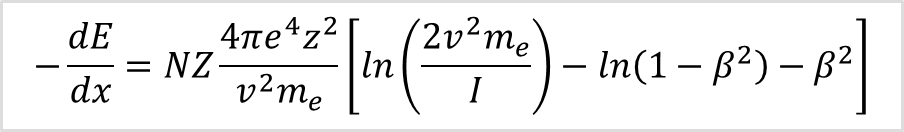 −dE/dx = NZ 4πe⁴z²/v²mₑ [ln(2v²mₑ/I) − ln(1 − β²) − β²]